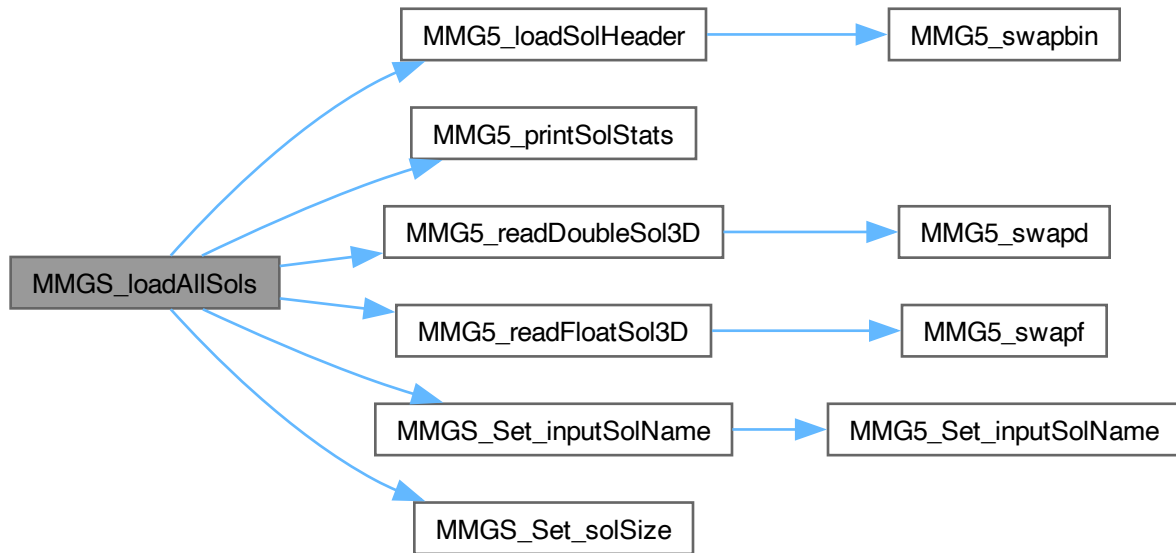 MMGS_loadAllSols
MMG5_loadSolHeader
MMG5_swapbin
MMG5_printSolStats
MMG5_readDoubleSol3D
MMG5_swapd
MMG5_readFloatSol3D
MMG5_swapf
MMGS_Set_inputSolName
MMG5_Set_inputSolName
MMGS_Set_solSize